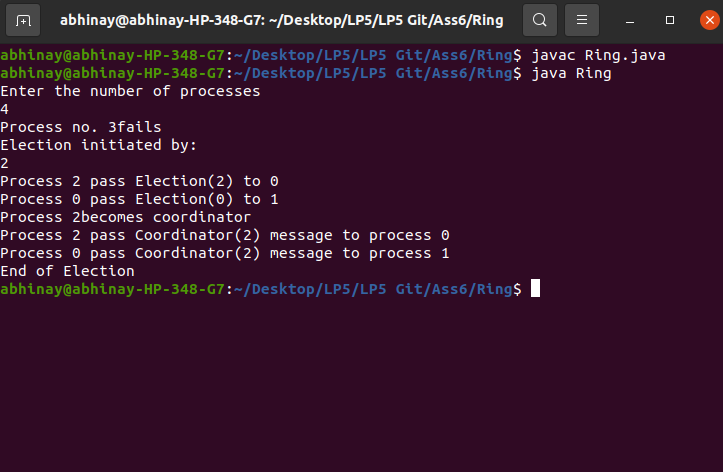 abhinay@abhinay-HP-348-G7: ~/Desktop/LP5/LP5 Git/Ass6/Ring
abhinay@abhinay-HP-348-G7:~/Desktop/LP5/LP5 Git/Ass6/Ring$ javac Ring.java
abhinay@abhinay-HP-348-G7:~/Desktop/LP5/LP5 Git/Ass6/Ring$ java Ring
Enter the number of processes
4
Process no. 3fails
Election initiated by:
2
Process 2 pass Election(2) to 0
Process 0 pass Election(0) to 1
Process 2becomes coordinator
Process 2 pass Coordinator(2) message to process 0
Process 0 pass Coordinator(2) message to process 1
End of Election
abhinay@abhinay-HP-348-G7:~/Desktop/LP5/LP5 Git/Ass6/Ring$